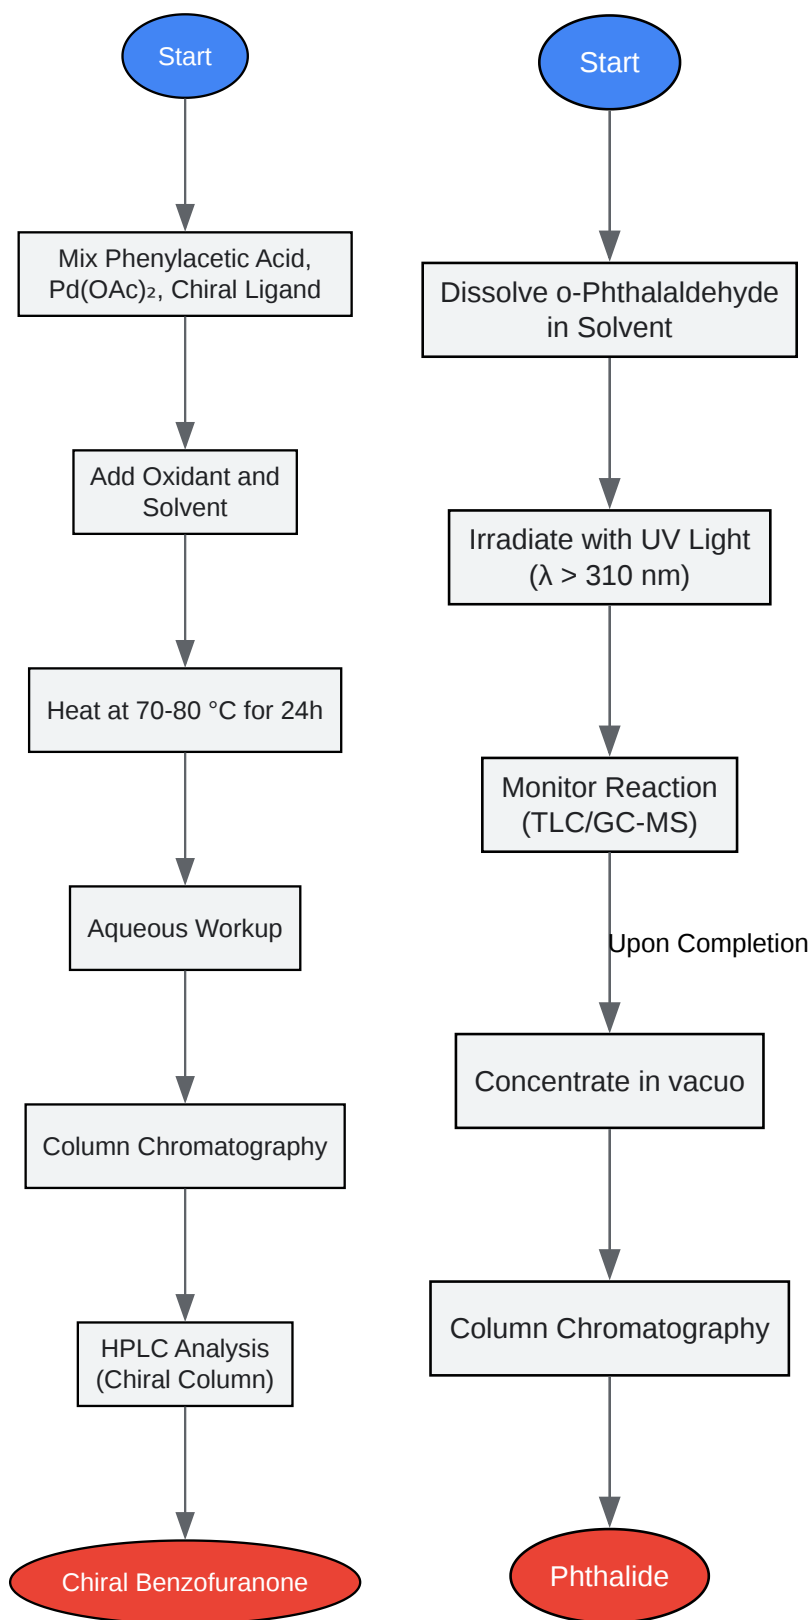 Start
Mix Phenylacetic Acid,
Pd(OAc)₂, Chiral Ligand
Add Oxidant and
Solvent
Heat at 70-80 °C for 24h
Aqueous Workup
Column Chromatography
HPLC Analysis
(Chiral Column)
Chiral Benzofuranone
Start
Dissolve o-Phthalaldehyde
in Solvent
Irradiate with UV Light
(λ > 310 nm)
Monitor Reaction
(TLC/GC-MS)
Upon Completion
Concentrate in vacuo
Column Chromatography
Phthalide